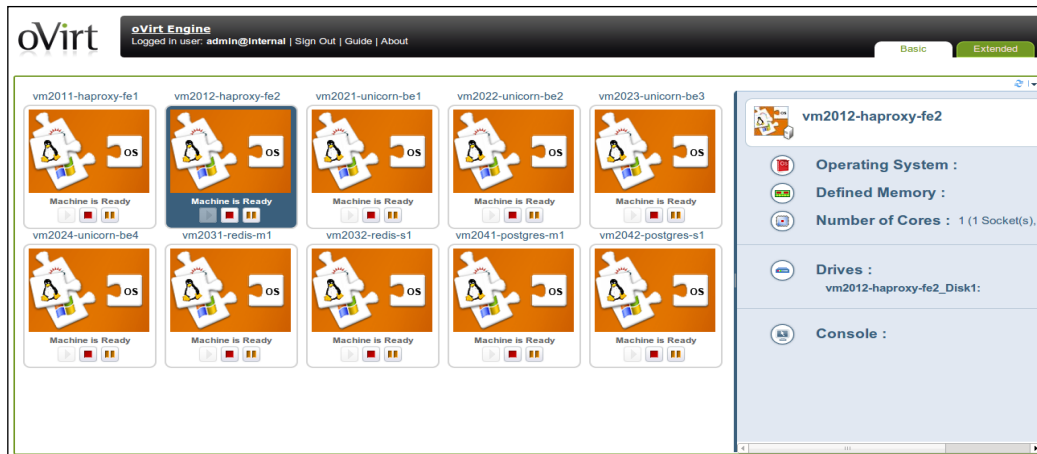 oVirt
oVirt Engine
Logged in user: admin@internal | Sign Out | Guide | About
Basic
Extended
vm2011-haproxy-fe1
vm2012-haproxy-fe2
vm2021-unicorn-be1
vm2022-unicorn-be2
vm2023-unicorn-be3
OS
OS
OS
OS
OS
Machine is Ready
Machine is Ready
Machine is Ready
Machine is Ready
Machine is Ready
vm2024-unicorn-be4
vm2031-redis-m1
vm2032-redis-s1
vm2041-postgres-m1
vm2042-postgres-s1
OS
OS
OS
OS
OS
Machine is Ready
Machine is Ready
Machine is Ready
Machine is Ready
Machine is Ready
vm2012-haproxy-fe2
Operating System :
Defined Memory :
Number of Cores : 1 (1 Socket(s),
Drives :
vm2012-haproxy-fe2_Disk1:
Console :